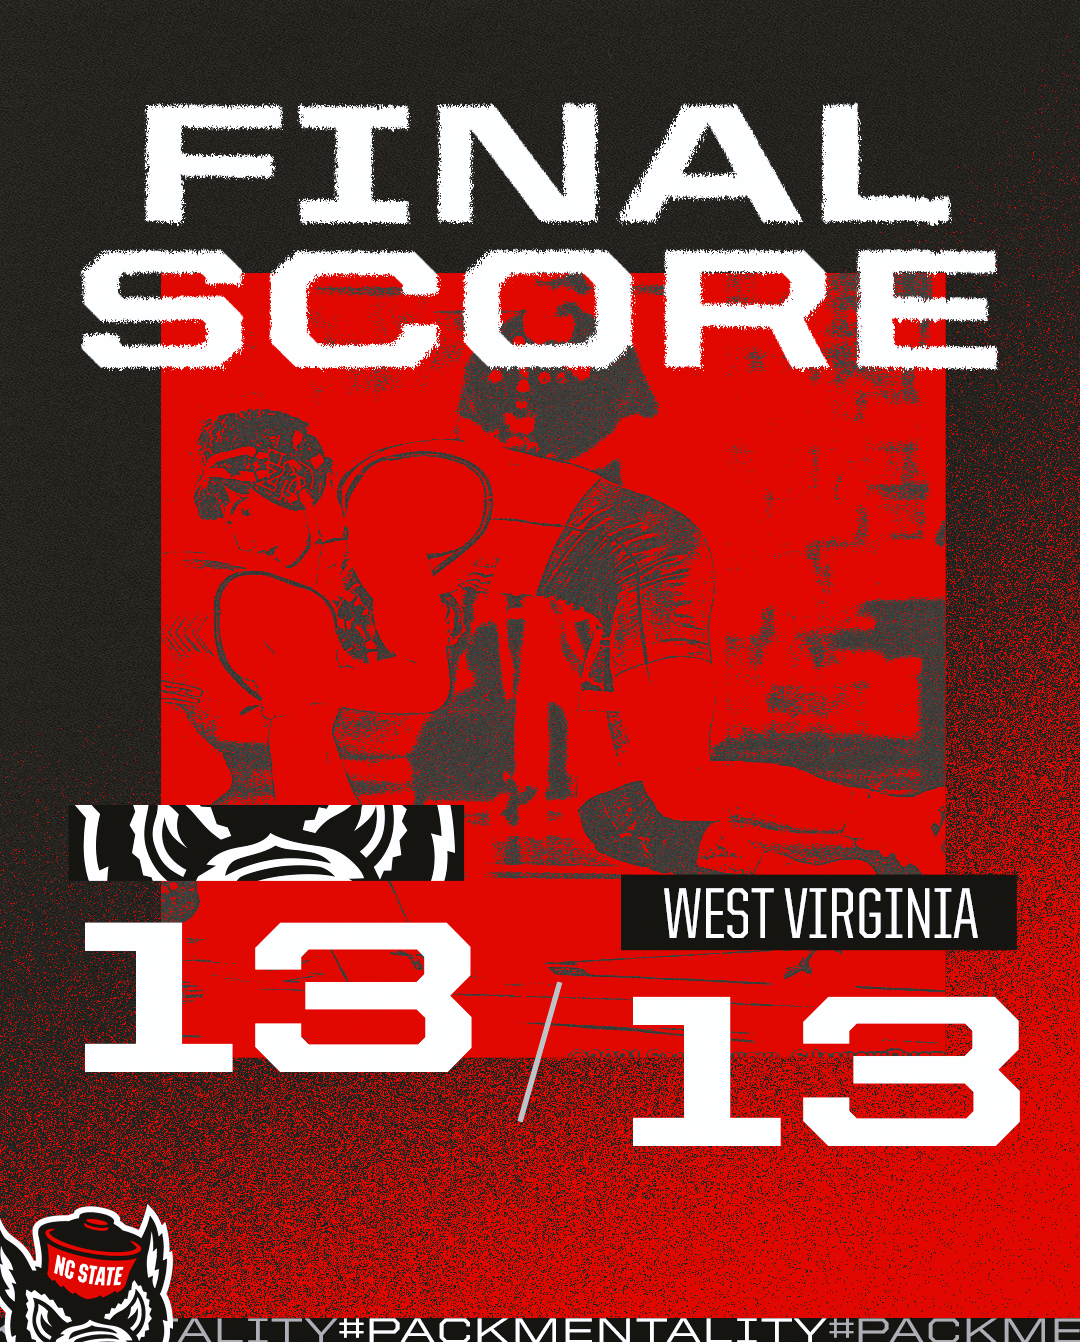 FINAL
SCORE
WEST VIRGINIA
13
13
NC STATE
ALITY#PACKMENTALITY#PACKME